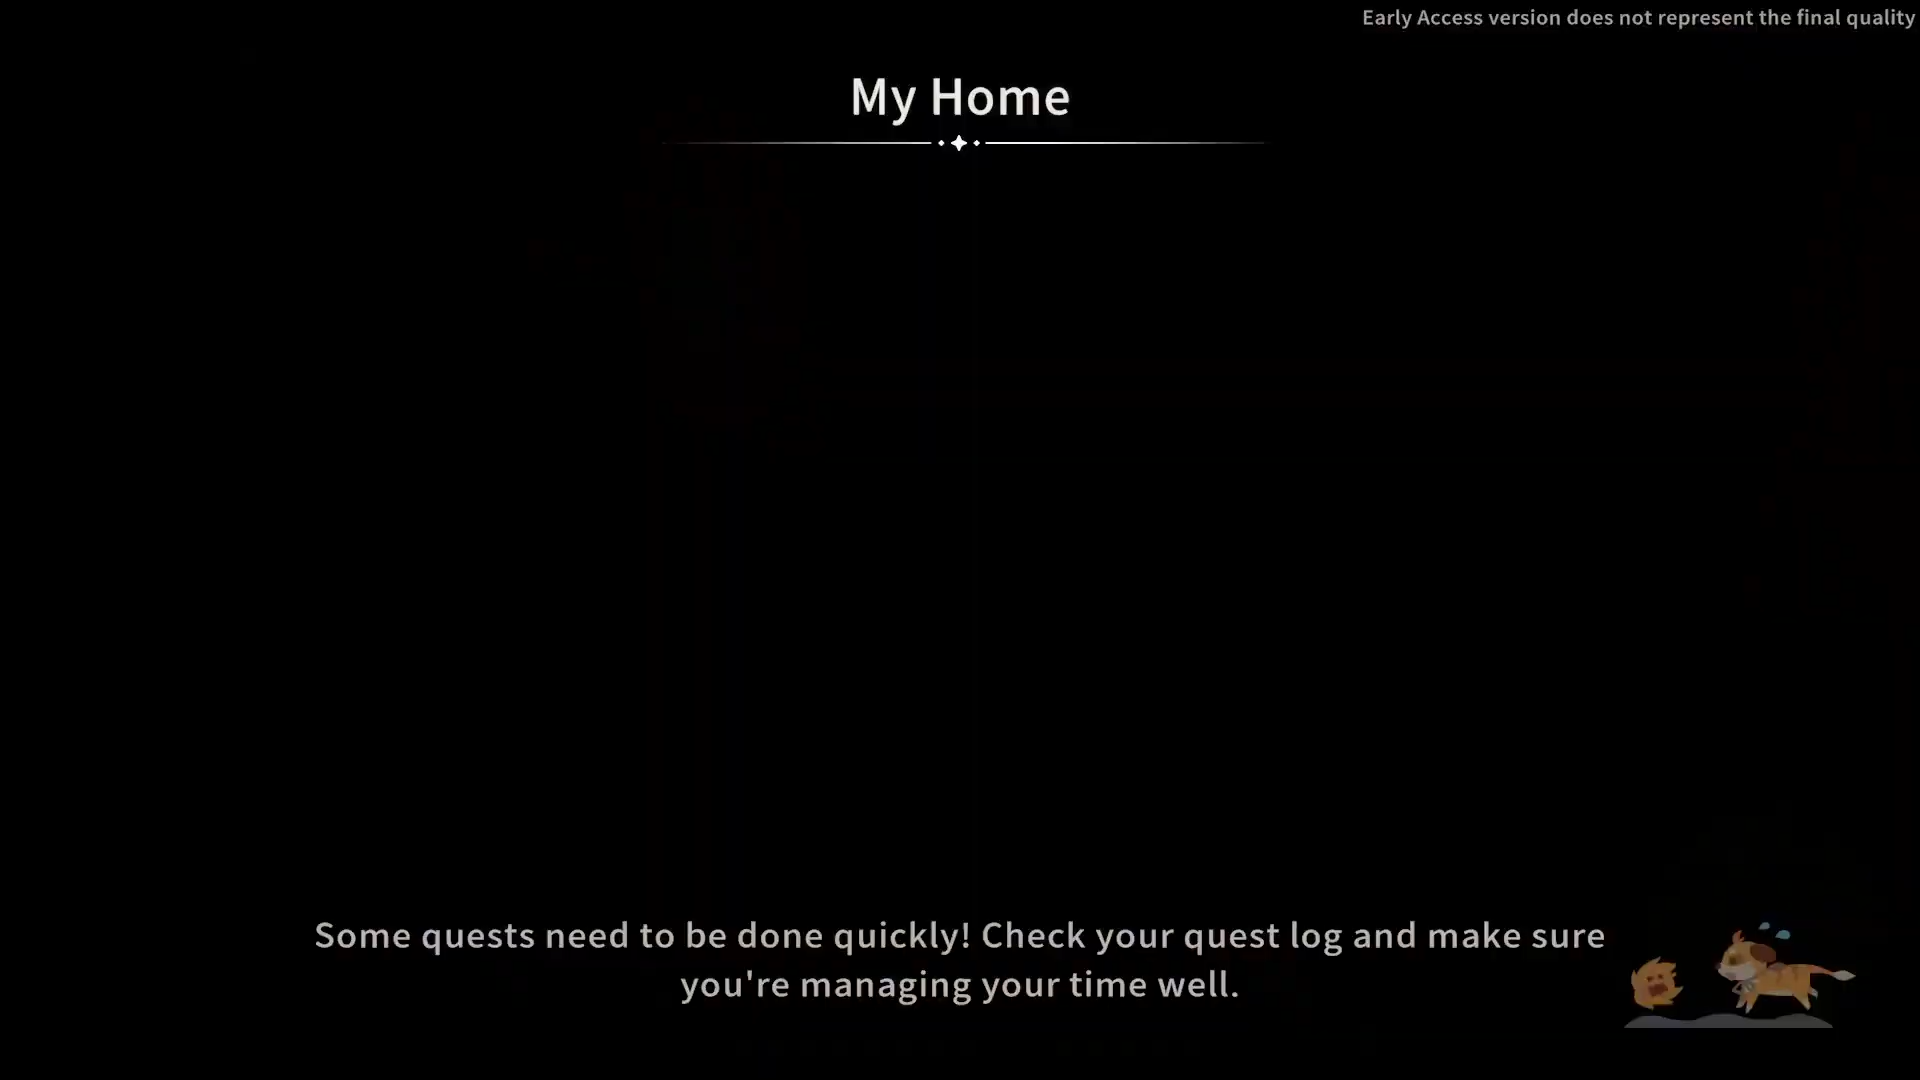 Early Access version does not represent the final quality
My Home
Some quests need to be done quickly! Check your quest log and make sure
you're managing your time well.